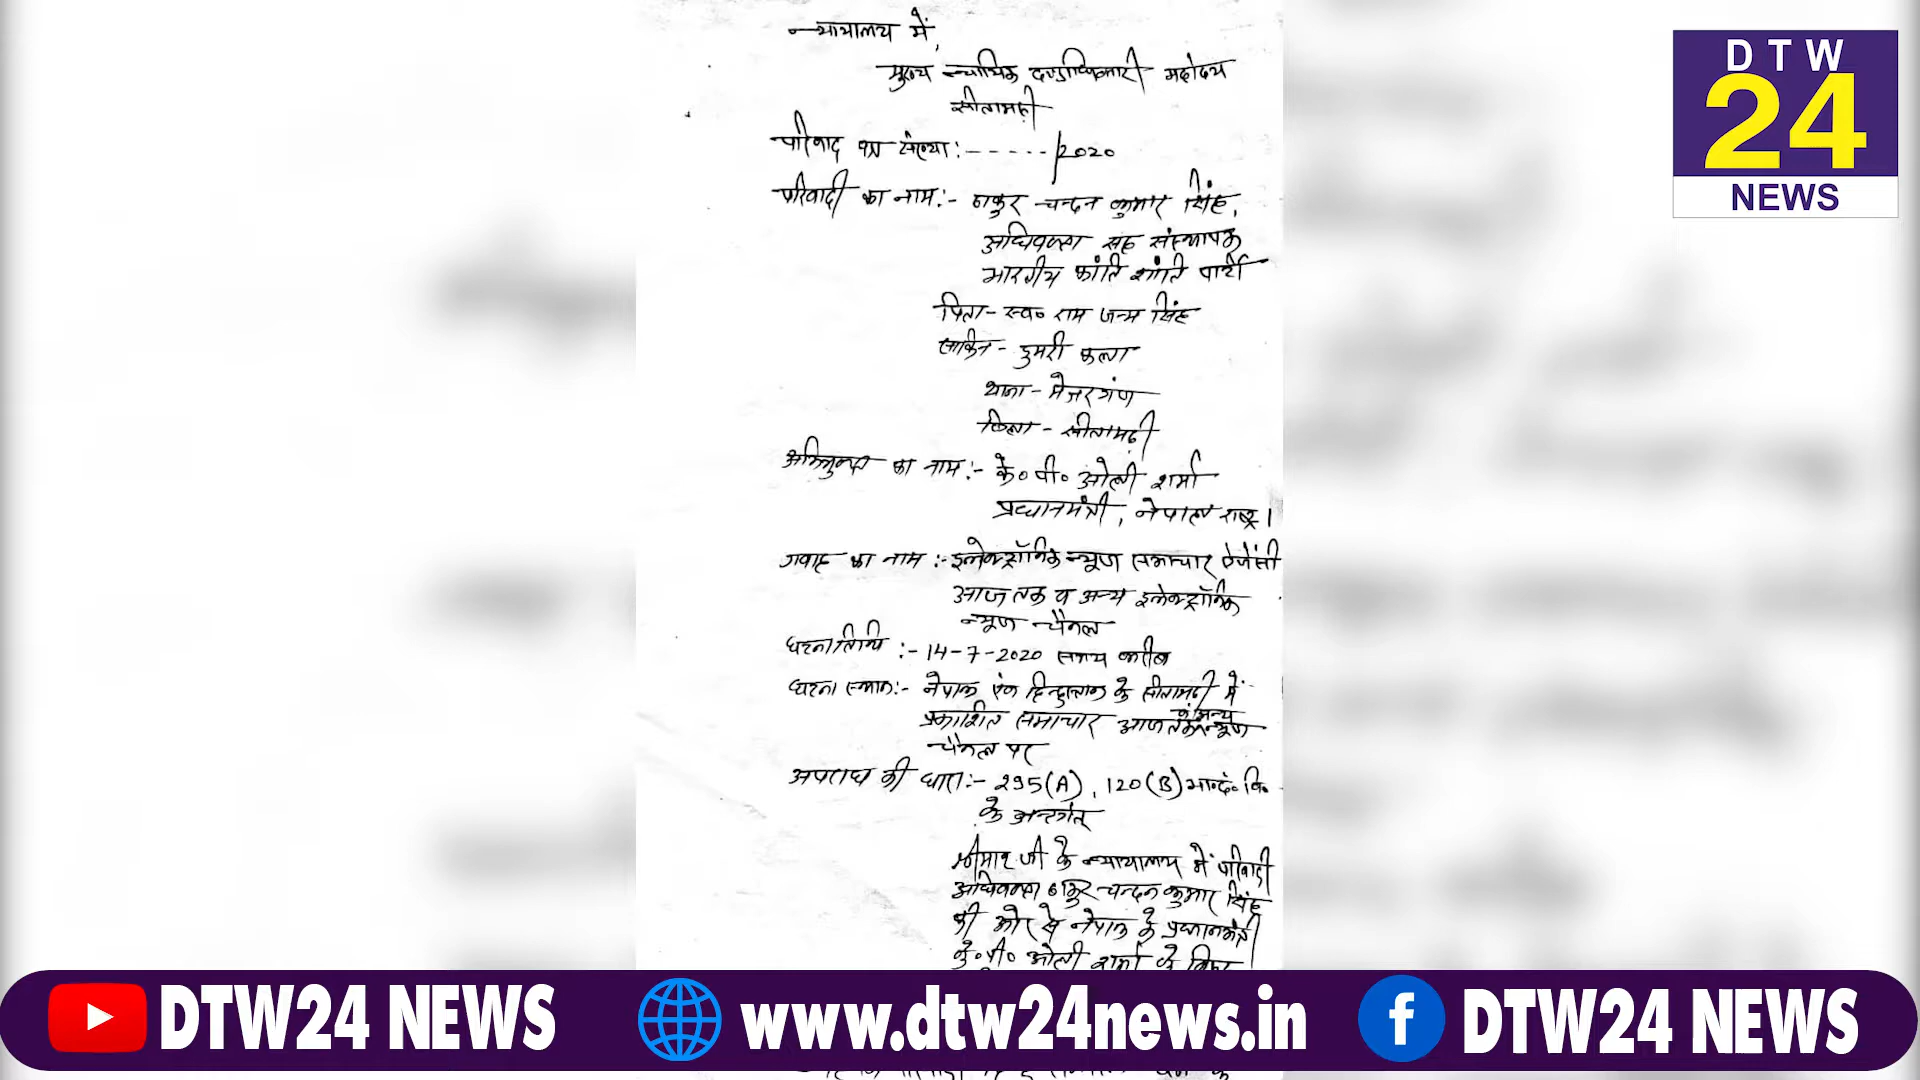 न्यायालय में,
मुख्य न्यायिक दण्डाधिकारी महोदय
सीतामढ़ी
परिवाद पत्र संख्या:- ----- /2020
परिवादी का नाम:- ठाकुर चन्दन कुमार सिंह,
अधिवक्ता सह संस्थापक
भारतीय क्रांति शांति पार्टी
पिता- स्व० राम जन्म सिंह
साकिन- डुमरी कला
थाना- मेजरगंज
जिला- सीतामढ़ी
अभियुक्त का नाम:- के० पी० ओली शर्मा
प्रधानमंत्री, नेपाल राष्ट्र।
गवाह का नाम:- इलेक्ट्रॉनिक न्यूज समाचार ऐजेंसी
आज तक व अन्य इलेक्ट्रॉनिक
न्यूज चैनल
घटना तिथि:- 14-7-2020 समय करीब
घटना स्थान:- नेपाल एंव हिन्दुस्तान के सीतामढ़ी में
प्रकाशित समाचार आज तक व अन्य न्यूज
चैनल पर
अपराध की धारा:- 295(A), 120(B) भा०दं०वि०
के अन्तर्गत
श्रीमान् जी के न्यायालय में परिवादी
अधिवक्ता ठाकुर चन्दन कुमार सिंह
की ओर से नेपाल के प्रधानमंत्री
के० पी० ओली शर्मा के
DTW
24
NEWS
DTW24 NEWS
www.dtw24news.in
f DTW24 NEWS